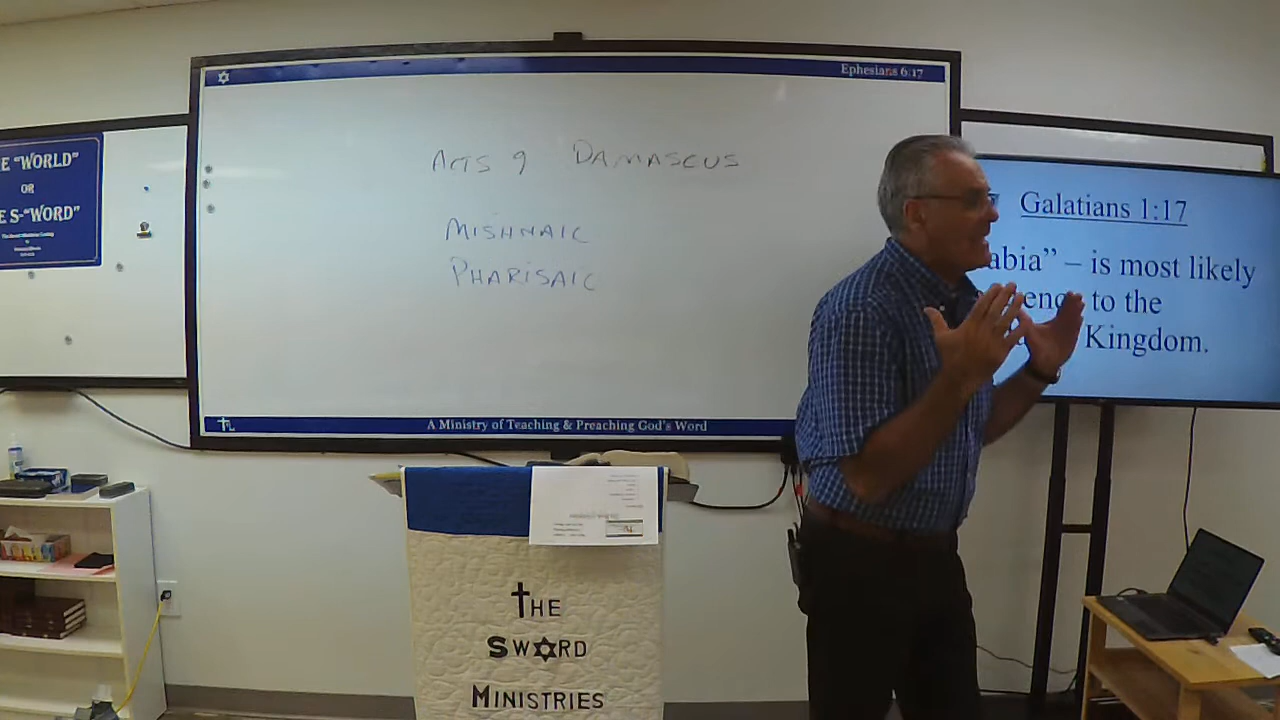 E "WORLD"
OR
E S-"WORD"
Ephesians 6:17
ACTS 9 DAMASCUS
MISHNAIC
PHARISAIC
A Ministry of Teaching & Preaching God's Word
Galatians 1:17
abia" – is most likely
to the
Kingdom.
THE
SWORD
MINISTRIES